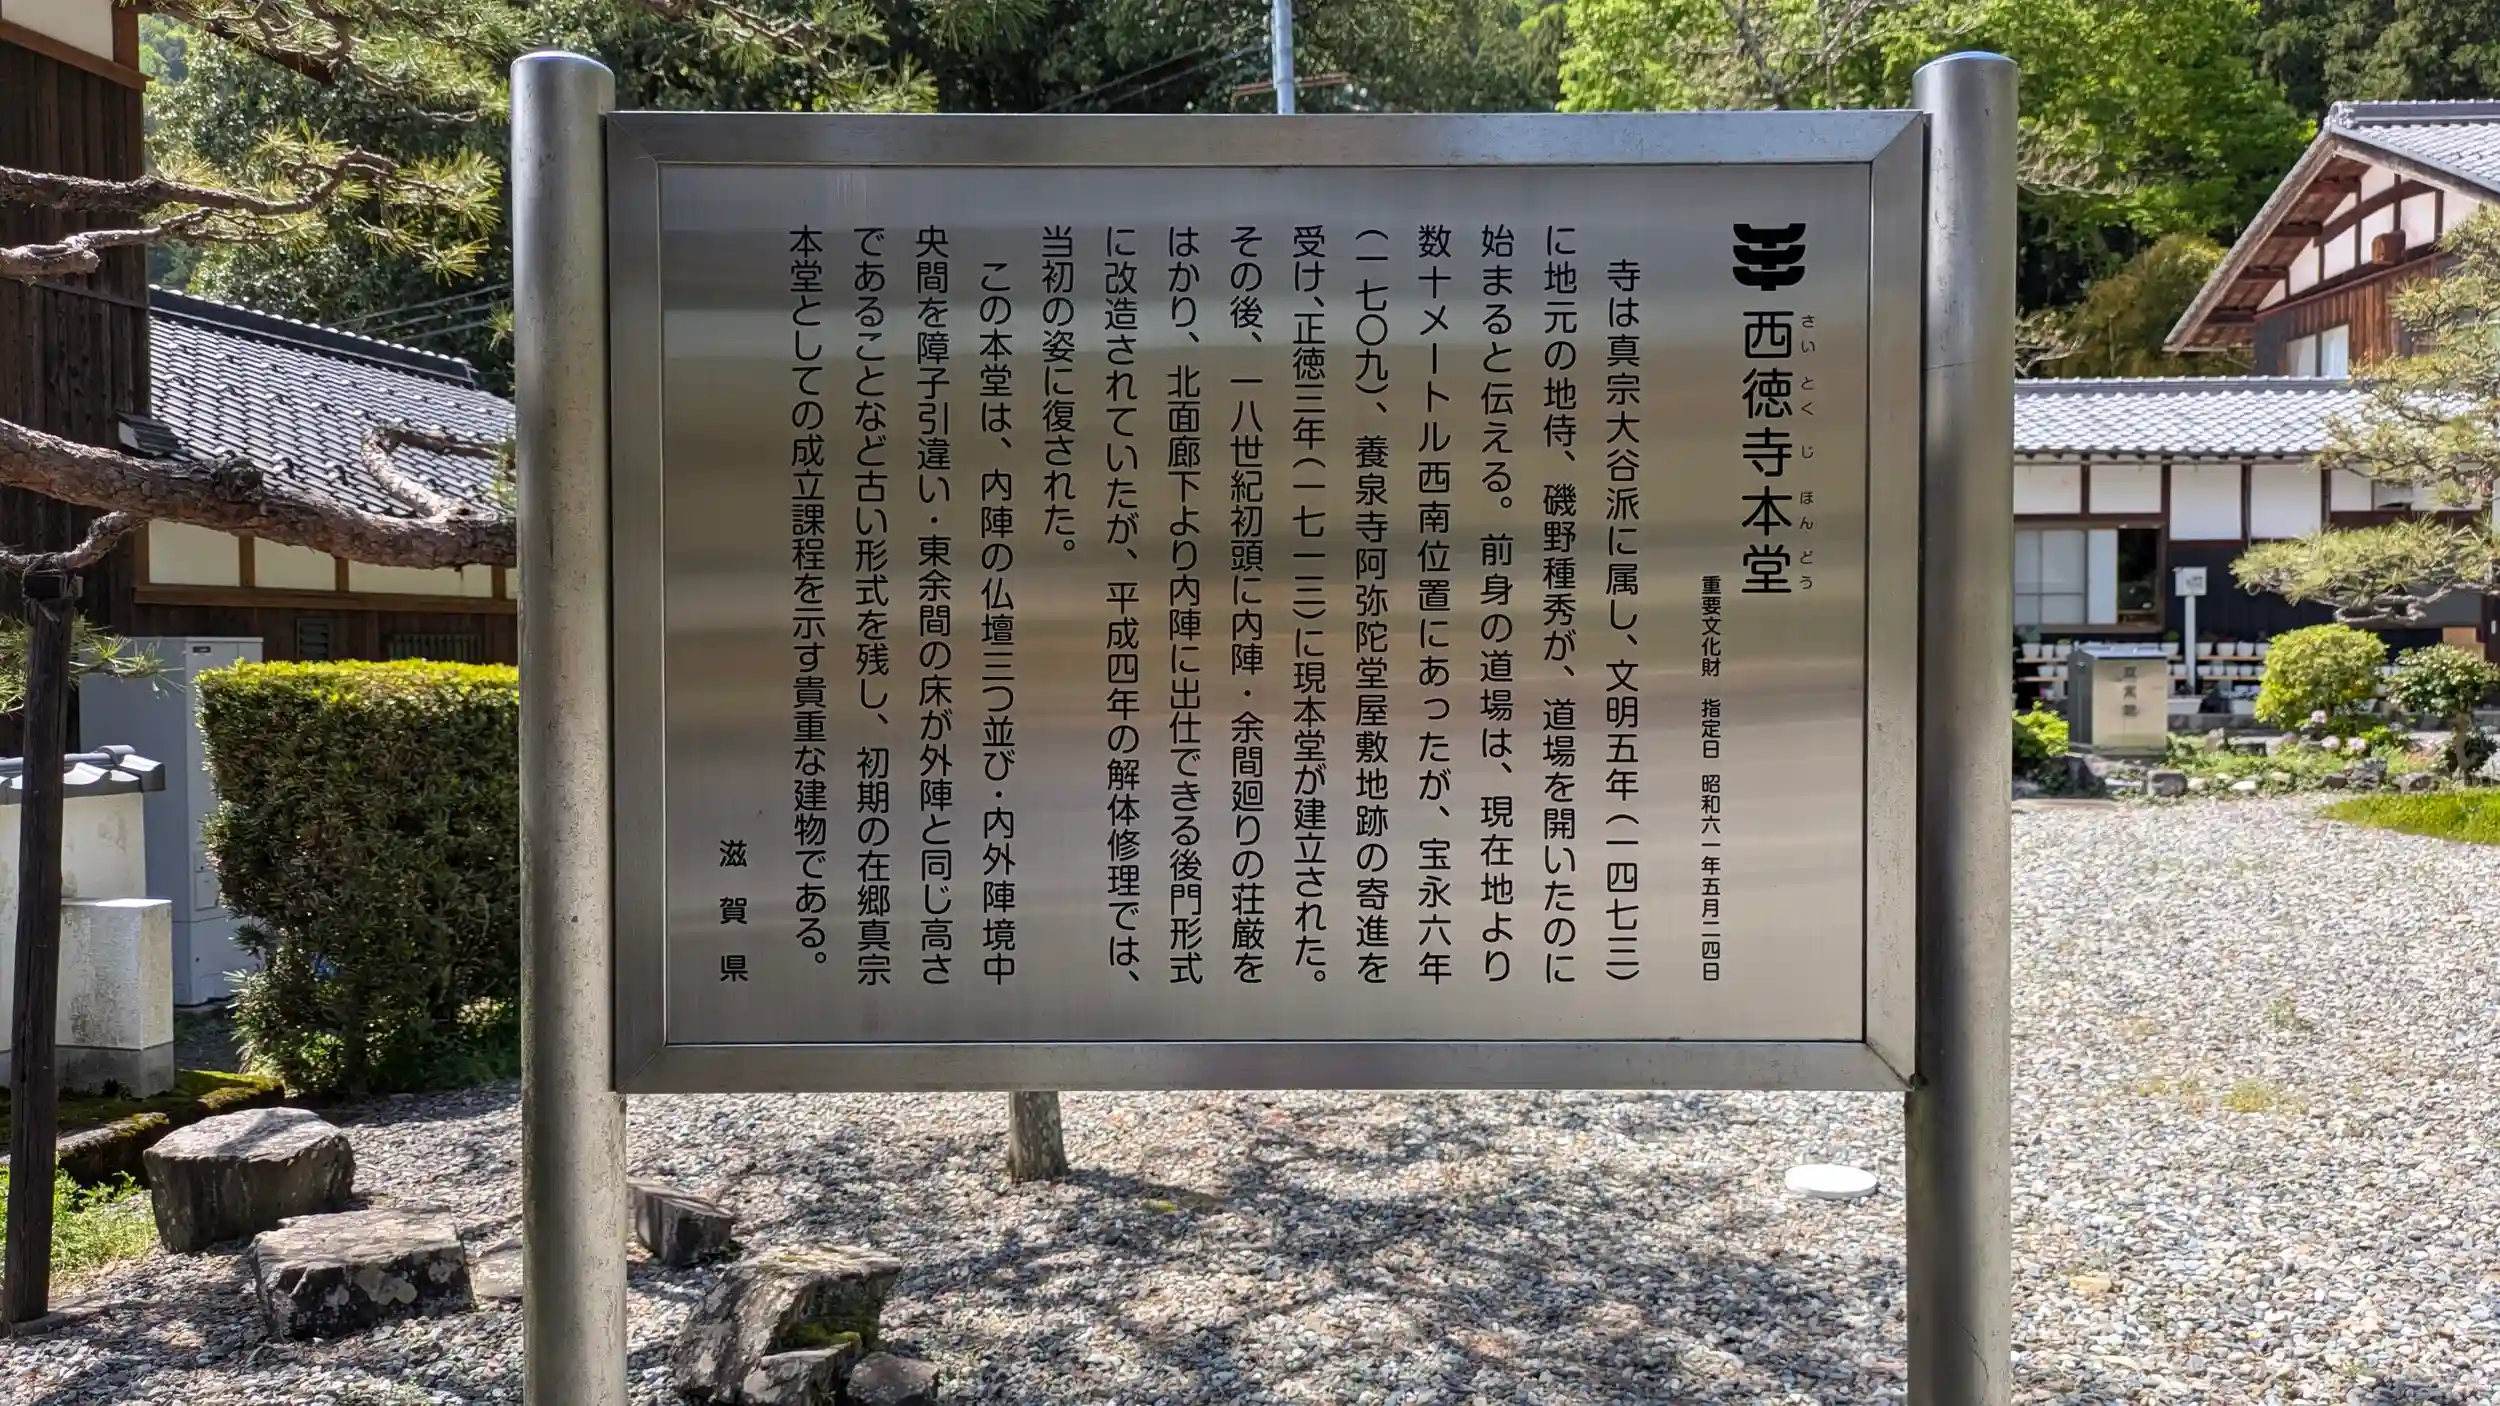 西徳寺本堂
さいとくじほんどう
重要文化財 指定日 昭和六一年五月二四日
寺は真宗大谷派に属し、文明五年(一四七三)
に地元の地侍、磯野種秀が、道場を開いたのに
始まると伝える。前身の道場は、現在地より
数十メートル西南位置にあったが、宝永六年
(一七〇九)、養泉寺阿弥陀堂屋敷地跡の寄進を
受け、正徳三年(一七一三)に現本堂が建立された。
その後、一八世紀初頭に内陣・余間廻りの荘厳を
はかり、北面廊下より内陣に出仕できる後門形式
に改造されていたが、平成四年の解体修理では、
当初の姿に復された。
この本堂は、内陣の仏壇三つ並び・内外陣境中
央間を障子引違い・東余間の床が外陣と同じ高さ
であることなど古い形式を残し、初期の在郷真宗
本堂としての成立課程を示す貴重な建物である。
滋賀県